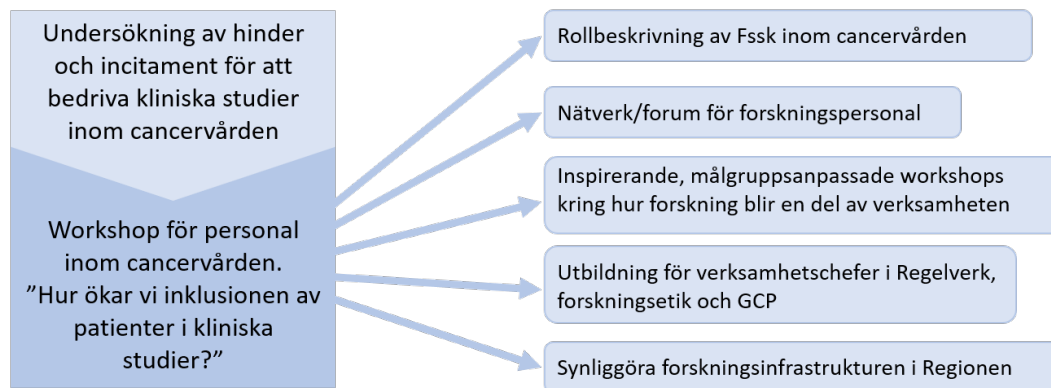 Undersökning av hinder
och incitament för att
bedriva kliniska studier
inom cancervården
Workshop för personal
inom cancervården.
”Hur ökar vi inklusionen av
patienter i kliniska
studier?”
Rollbeskrivning av Fssk inom cancervården
Nätverk/forum för forskningspersonal
Inspirerande, målgruppsanpassade workshops
kring hur forskning blir en del av verksamheten
Utbildning för verksamhetschefer i Regelverk,
forskningsetik och GCP
Synliggöra forskningsinfrastrukturen i Regionen